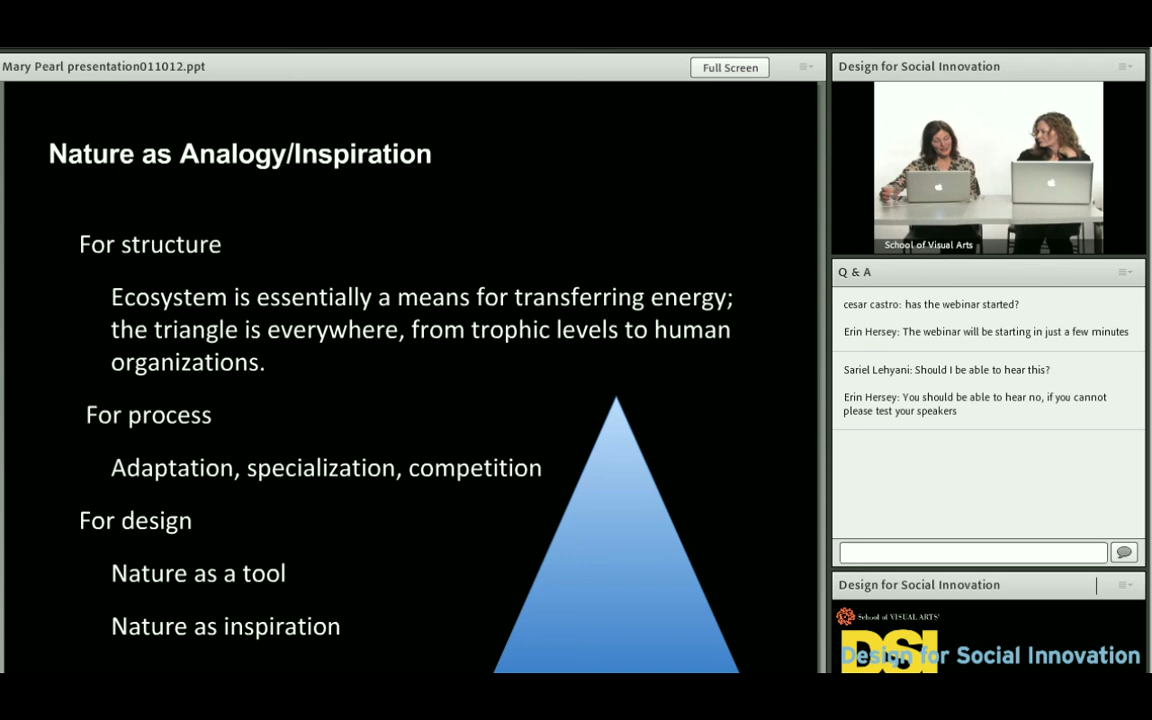 Mary Pearl presentation011012.ppt
Full Screen
Nature as Analogy/Inspiration
For structure
Ecosystem is essentially a means for transferring energy;
the triangle is everywhere, from trophic levels to human
organizations.
For process
Adaptation, specialization, competition
For design
Nature as a tool
Nature as inspiration
Design for Social Innovation
School of Visual Arts
Q & A
cesar castro: has the webinar started?
Erin Hersey: The webinar will be starting in just a few minutes
Sariel Lehyani: Should I be able to hear this?
Erin Hersey: You should be able to hear no, if you cannot
please test your speakers
Design for Social Innovation
School of VISUAL ARTS'
DSI
Design for Social Innovation